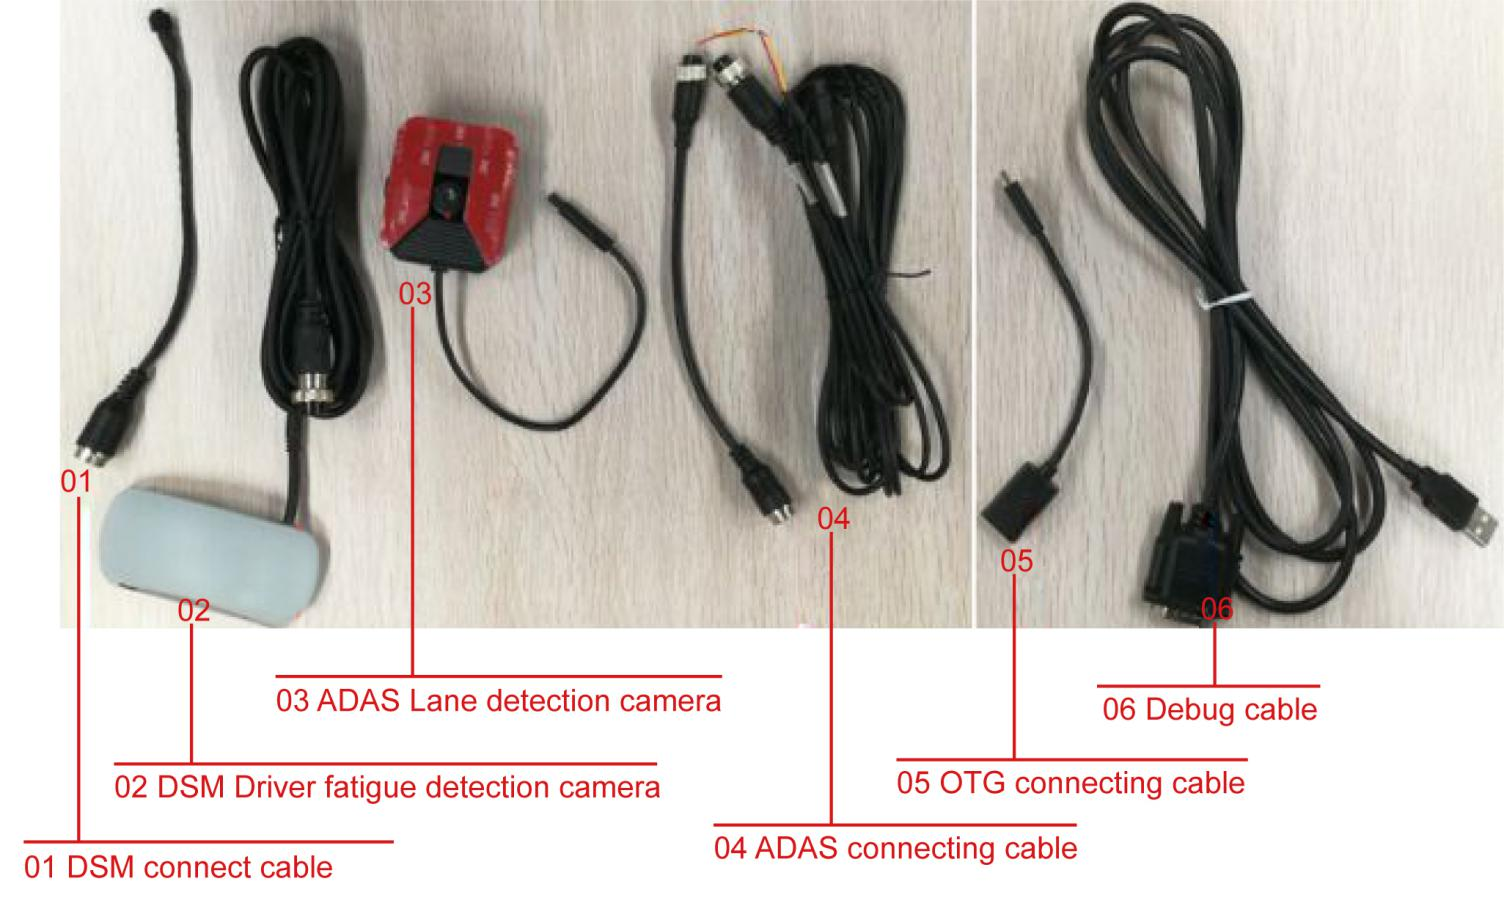 01
02
03
04
05
06
03 ADAS Lane detection camera
06 Debug cable
02 DSM Driver fatigue detection camera
05 OTG connecting cable
04 ADAS connecting cable
01 DSM connect cable